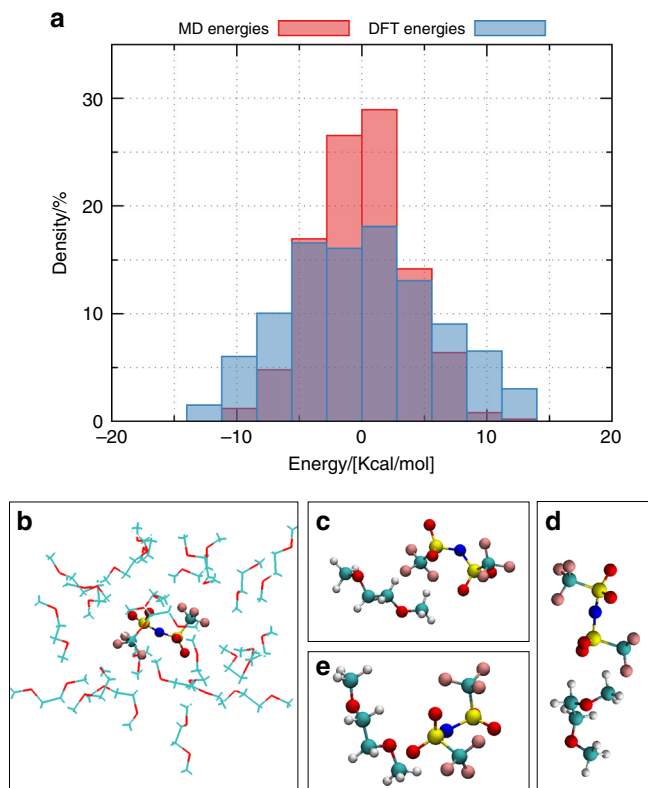 a
MD energies DFT energies
30
20
10
0
Density/%
−20 −10 0 10 20
Energy/[Kcal/mol]
b c d
e